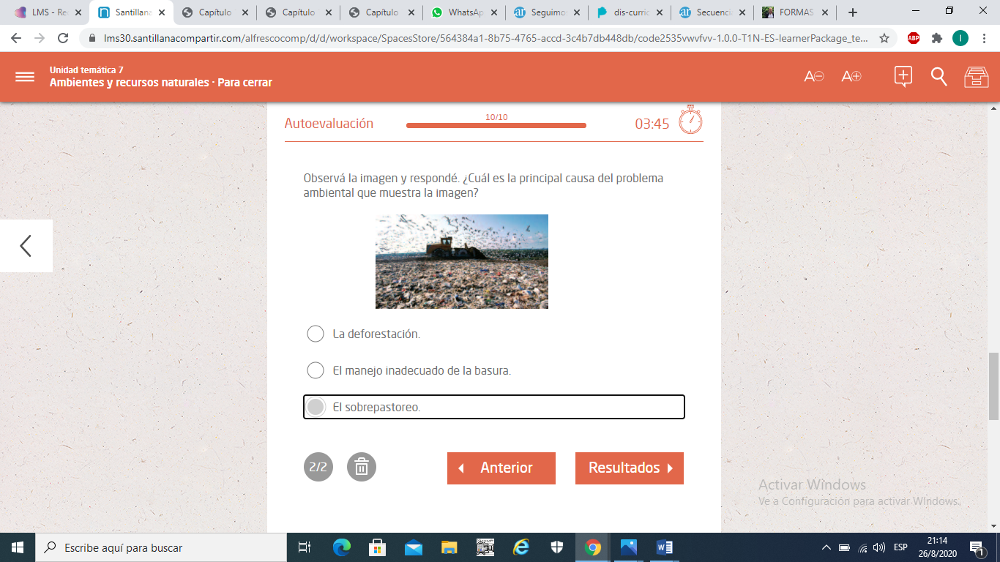 LMS - Re
Santillana
Capítulo
Capítulo
Capítulo
WhatsAp
Seguimo
dis-curric
Secuencia
FORMAS
lms30.santillanacompartir.com/alfrescocomp/d/d/workspace/SpacesStore/564384a1-8b75-4765-accd-3c4b7db448db/code2535vwvfvv-1.0.0-T1N-ES-learnerPackage_te...
ABP
I
Unidad temática 7
Ambientes y recursos naturales · Para cerrar
A
A
Autoevaluación
10/10
03:45
Observá la imagen y respondé. ¿Cuál es la principal causa del problema
ambiental que muestra la imagen?
La deforestación.
El manejo inadecuado de la basura.
El sobrepastoreo.
2/2
Anterior
Resultados
Activar Windows
Ve a Configuración para activar Windows.
Escribe aquí para buscar
ESP
21:14
26/8/2020
1